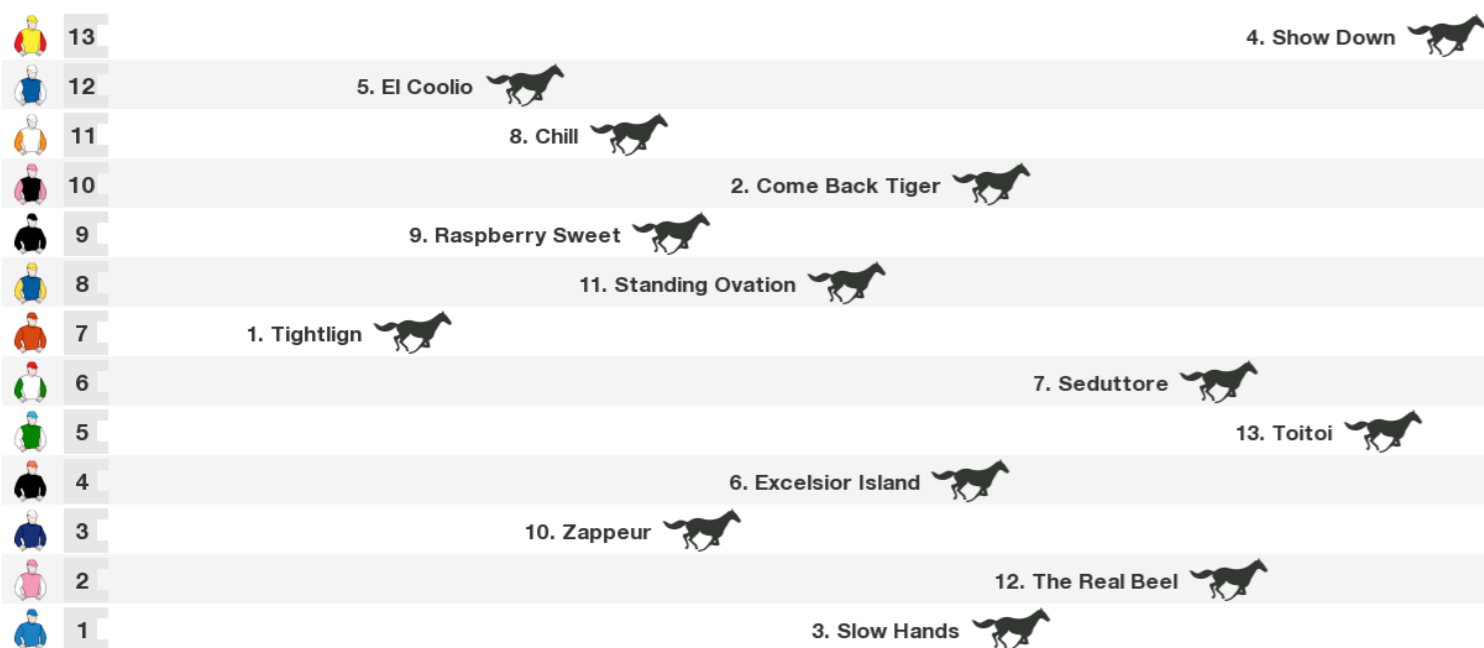 13 4. Show Down
12 5. El Coolio
11 8. Chill
10 2. Come Back Tiger
9 9. Raspberry Sweet
8 11. Standing Ovation
7 1. Tightlign
6 7. Seduttore
5 13. Toitoi
4 6. Excelsior Island
3 10. Zappeur
2 12. The Real Beel
1 3. Slow Hands